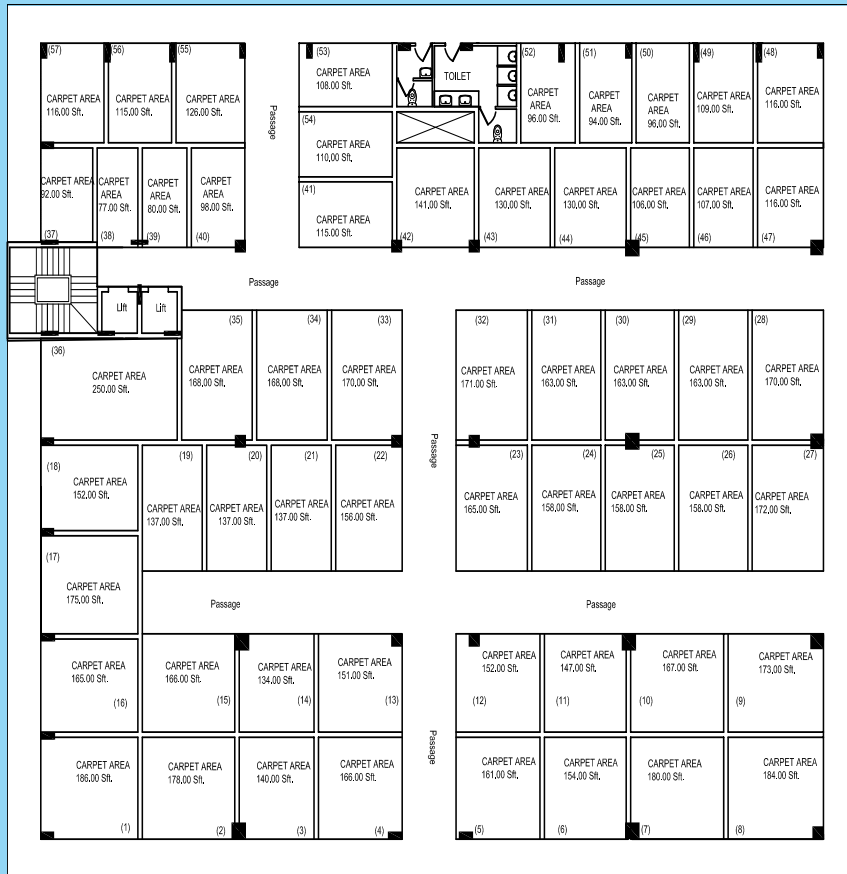 (57)
CARPET AREA
116.00 Sft.
(56)
CARPET AREA
115.00 Sft.
(55)
CARPET AREA
126.00 Sft.
Passage
(53)
CARPET AREA
108.00 Sft.
TOILET
(52)
CARPET
AREA
96.00 Sft.
(51)
CARPET
AREA
94.00 Sft.
(50)
CARPET AREA
96.00 Sft.
(49)
CARPET AREA
109.00 Sft.
(48)
CARPET AREA
116.00 Sft.
(54)
CARPET AREA
110.00 Sft.
CARPET AREA
92.00 Sft.
(37)
CARPET
AREA
77.00 Sft.
(38)
CARPET
AREA
80.00 Sft.
(39)
CARPET
AREA
98.00 Sft.
(40)
(41)
CARPET AREA
115.00 Sft.
CARPET AREA
141.00 Sft.
(42)
CARPET AREA
130.00 Sft.
(43)
CARPET AREA
130.00 Sft.
(44)
CARPET AREA
106.00 Sft.
(45)
CARPET AREA
107.00 Sft.
(46)
CARPET AREA
116.00 Sft.
(47)
Passage
Passage
Lift
Lift
(36)
CARPET AREA
250.00 Sft.
(35)
CARPET AREA
168.00 Sft.
(34)
CARPET AREA
168.00 Sft.
(33)
CARPET AREA
170.00 Sft.
(32)
CARPET AREA
171.00 Sft.
(31)
CARPET AREA
163.00 Sft.
(30)
CARPET AREA
163.00 Sft.
(29)
CARPET AREA
163.00 Sft.
(28)
CARPET AREA
170.00 Sft.
Passage
(18)
CARPET AREA
152.00 Sft.
(19)
CARPET AREA
137.00 Sft.
(20)
CARPET AREA
137.00 Sft.
(21)
CARPET AREA
137.00 Sft.
(22)
CARPET AREA
156.00 Sft.
(23)
CARPET AREA
165.00 Sft.
(24)
CARPET AREA
158.00 Sft.
(25)
CARPET AREA
158.00 Sft.
(26)
CARPET AREA
158.00 Sft.
(27)
CARPET AREA
172.00 Sft.
(17)
CARPET AREA
175.00 Sft.
Passage
Passage
CARPET AREA
165.00 Sft.
(16)
CARPET AREA
166.00 Sft.
(15)
CARPET AREA
134.00 Sft.
(14)
CARPET AREA
151.00 Sft.
(13)
CARPET AREA
152.00 Sft.
(12)
CARPET AREA
147.00 Sft.
(11)
CARPET AREA
167.00 Sft.
(10)
CARPET AREA
173.00 Sft.
(9)
Passage
CARPET AREA
186.00 Sft.
(1)
CARPET AREA
178.00 Sft.
(2)
CARPET AREA
140.00 Sft.
(3)
CARPET AREA
166.00 Sft.
(4)
CARPET AREA
161.00 Sft.
(5)
CARPET AREA
154.00 Sft.
(6)
CARPET AREA
180.00 Sft.
(7)
CARPET AREA
184.00 Sft.
(8)